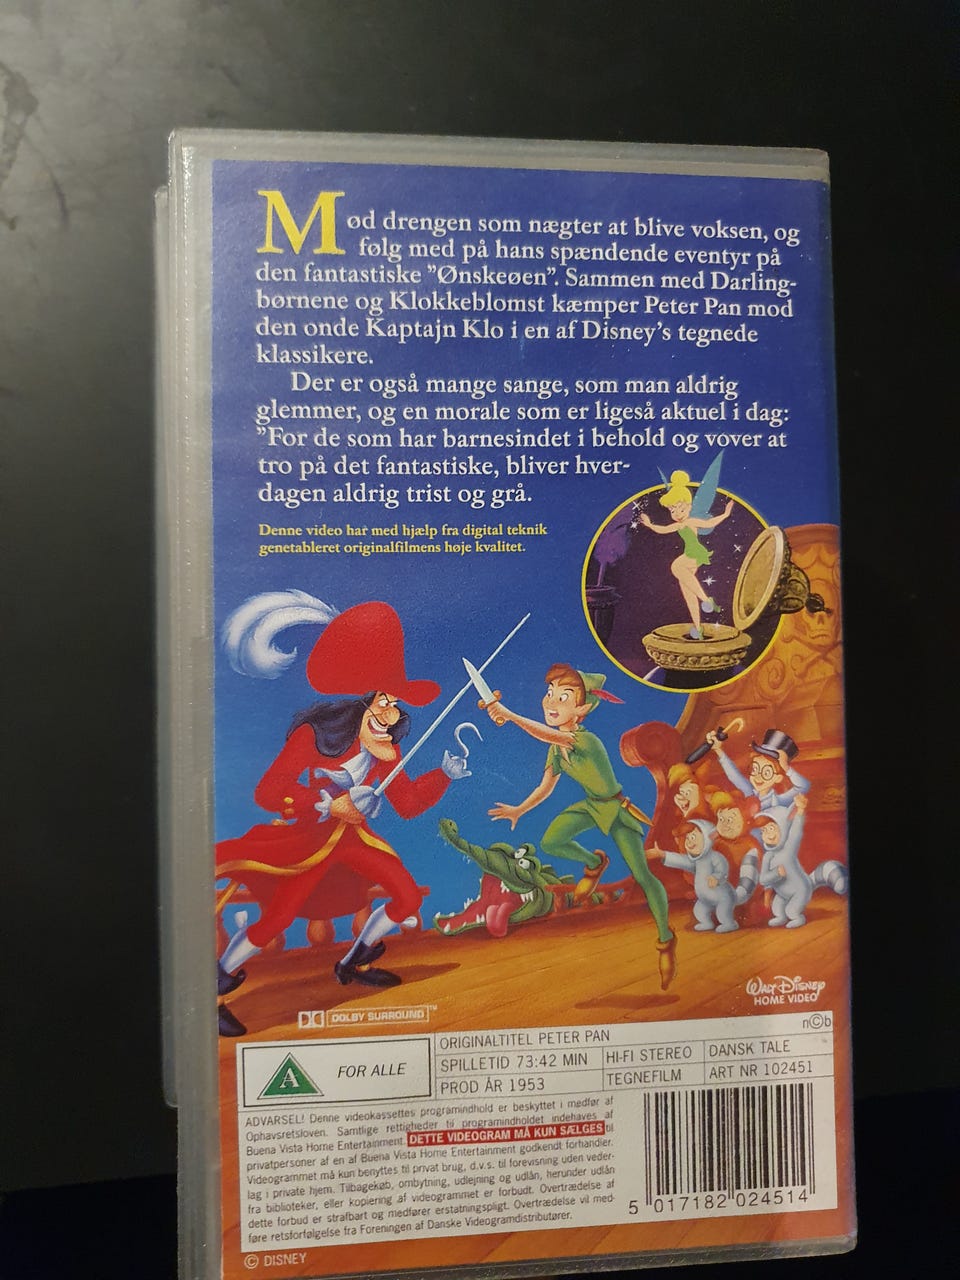 Mød drengen som nægter at blive voksen, og
følg med på hans spændende eventyr på
den fantastiske ”Ønskeøen”. Sammen med Darling-
børnene og Klokkeblomst kæmper Peter Pan mod
den onde Kaptajn Klo i en af Disney’s tegnede
klassikere.
Der er også mange sange, som man aldrig
glemmer, og en morale som er ligeså aktuel i dag:
”For de som har barnesindet i behold og vover at
tro på det fantastiske, bliver hver-
dagen aldrig trist og grå.
Denne video har med hjælp fra digital teknik
genetableret originalfilmens høje kvalitet.
WALT DISNEY
HOME VIDEO
DOLBY SURROUND™
n©b
A FOR ALLE
ORIGINALTITEL PETER PAN
SPILLETID 73:42 MIN HI-FI STEREO DANSK TALE
PROD ÅR 1953 TEGNEFILM ART NR 102451
ADVARSEL! Denne videokassettes programindhold er beskyttet i medfør af
Ophavsretsloven. Samtlige rettigheder til programindholdet indehaves af
Buena Vista Home Entertainment. DETTE VIDEOGRAM MÅ KUN SÆLGES til
privatpersoner af en af Buena Vista Home Entertainment godkendt forhandler.
Videogrammet må kun benyttes til privat brug, d.v.s. til forevisning uden veder-
lag i private hjem. Tilbagekøb, ombytning, udlejning og udlån, herunder udlån
fra biblioteker, eller kopiering af videogrammet er forbudt. Overtrædelse af
dette forbud er strafbart og medfører erstatningspligt. Overtrædelse vil med-
føre retsforfølgelse fra Foreningen af Danske Videogramdistributører.
5 017182 024514
© DISNEY